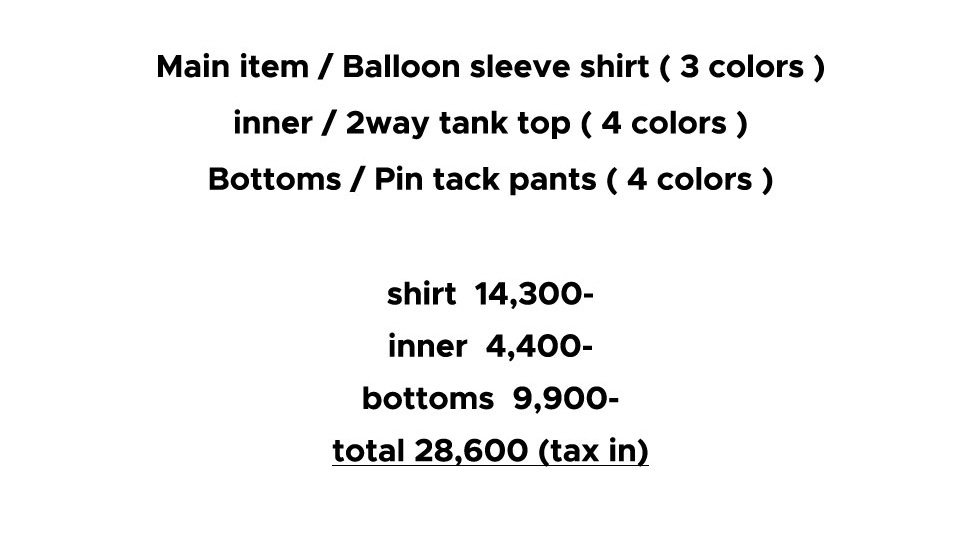 Main item / Balloon sleeve shirt ( 3 colors )
inner / 2way tank top ( 4 colors )
Bottoms / Pin tack pants ( 4 colors )
shirt  14,300-
inner  4,400-
bottoms  9,900-
total 28,600 (tax in)